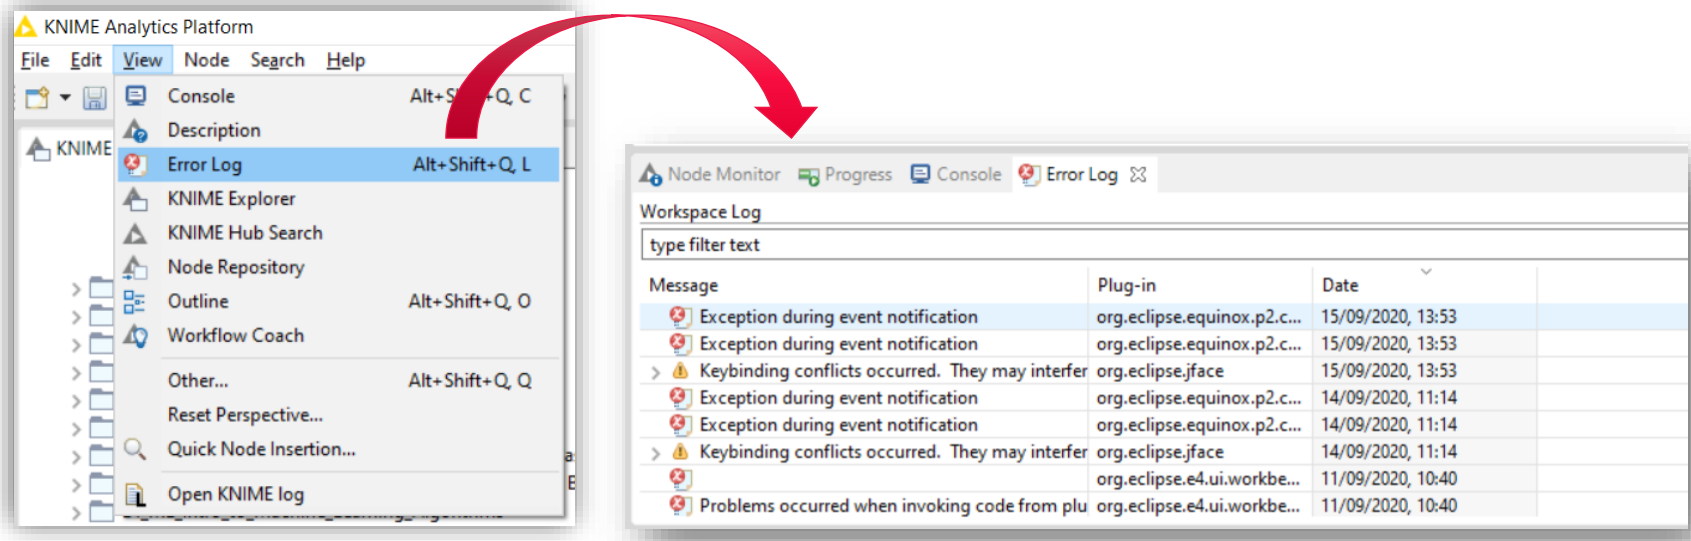 KNIME Analytics Platform
File Edit View Node Search Help
Console
Description
Error Log Alt+Shift+Q, L
KNIME Explorer
KNIME Hub Search
Node Repository
Outline Alt+Shift+Q, O
Workflow Coach
Other... Alt+Shift+Q, Q
Reset Perspective...
Quick Node Insertion...
Open KNIME log
KNIME
Node Monitor Progress Console Error Log
Workspace Log
type filter text
Message Plug-in Date
Exception during event notification org.eclipse.equinox.p2.c... 15/09/2020, 13:53
Exception during event notification org.eclipse.equinox.p2.c... 15/09/2020, 13:53
Keybinding conflicts occurred. They may interfer org.eclipse.jface 15/09/2020, 13:53
Exception during event notification org.eclipse.equinox.p2.c... 14/09/2020, 11:14
Exception during event notification org.eclipse.equinox.p2.c... 14/09/2020, 11:14
Keybinding conflicts occurred. They may interfer org.eclipse.jface 14/09/2020, 11:14
org.eclipse.e4.ui.workbe... 11/09/2020, 10:40
Problems occurred when invoking code from plu org.eclipse.e4.ui.workbe... 11/09/2020, 10:40